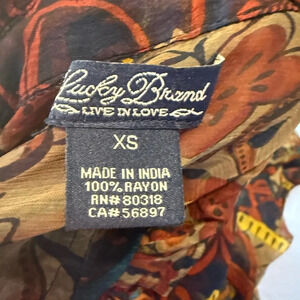 Lucky Brand
LIVE IN LOVE
XS
MADE IN INDIA
100% RAYON
RN# 80318
CA# 56897